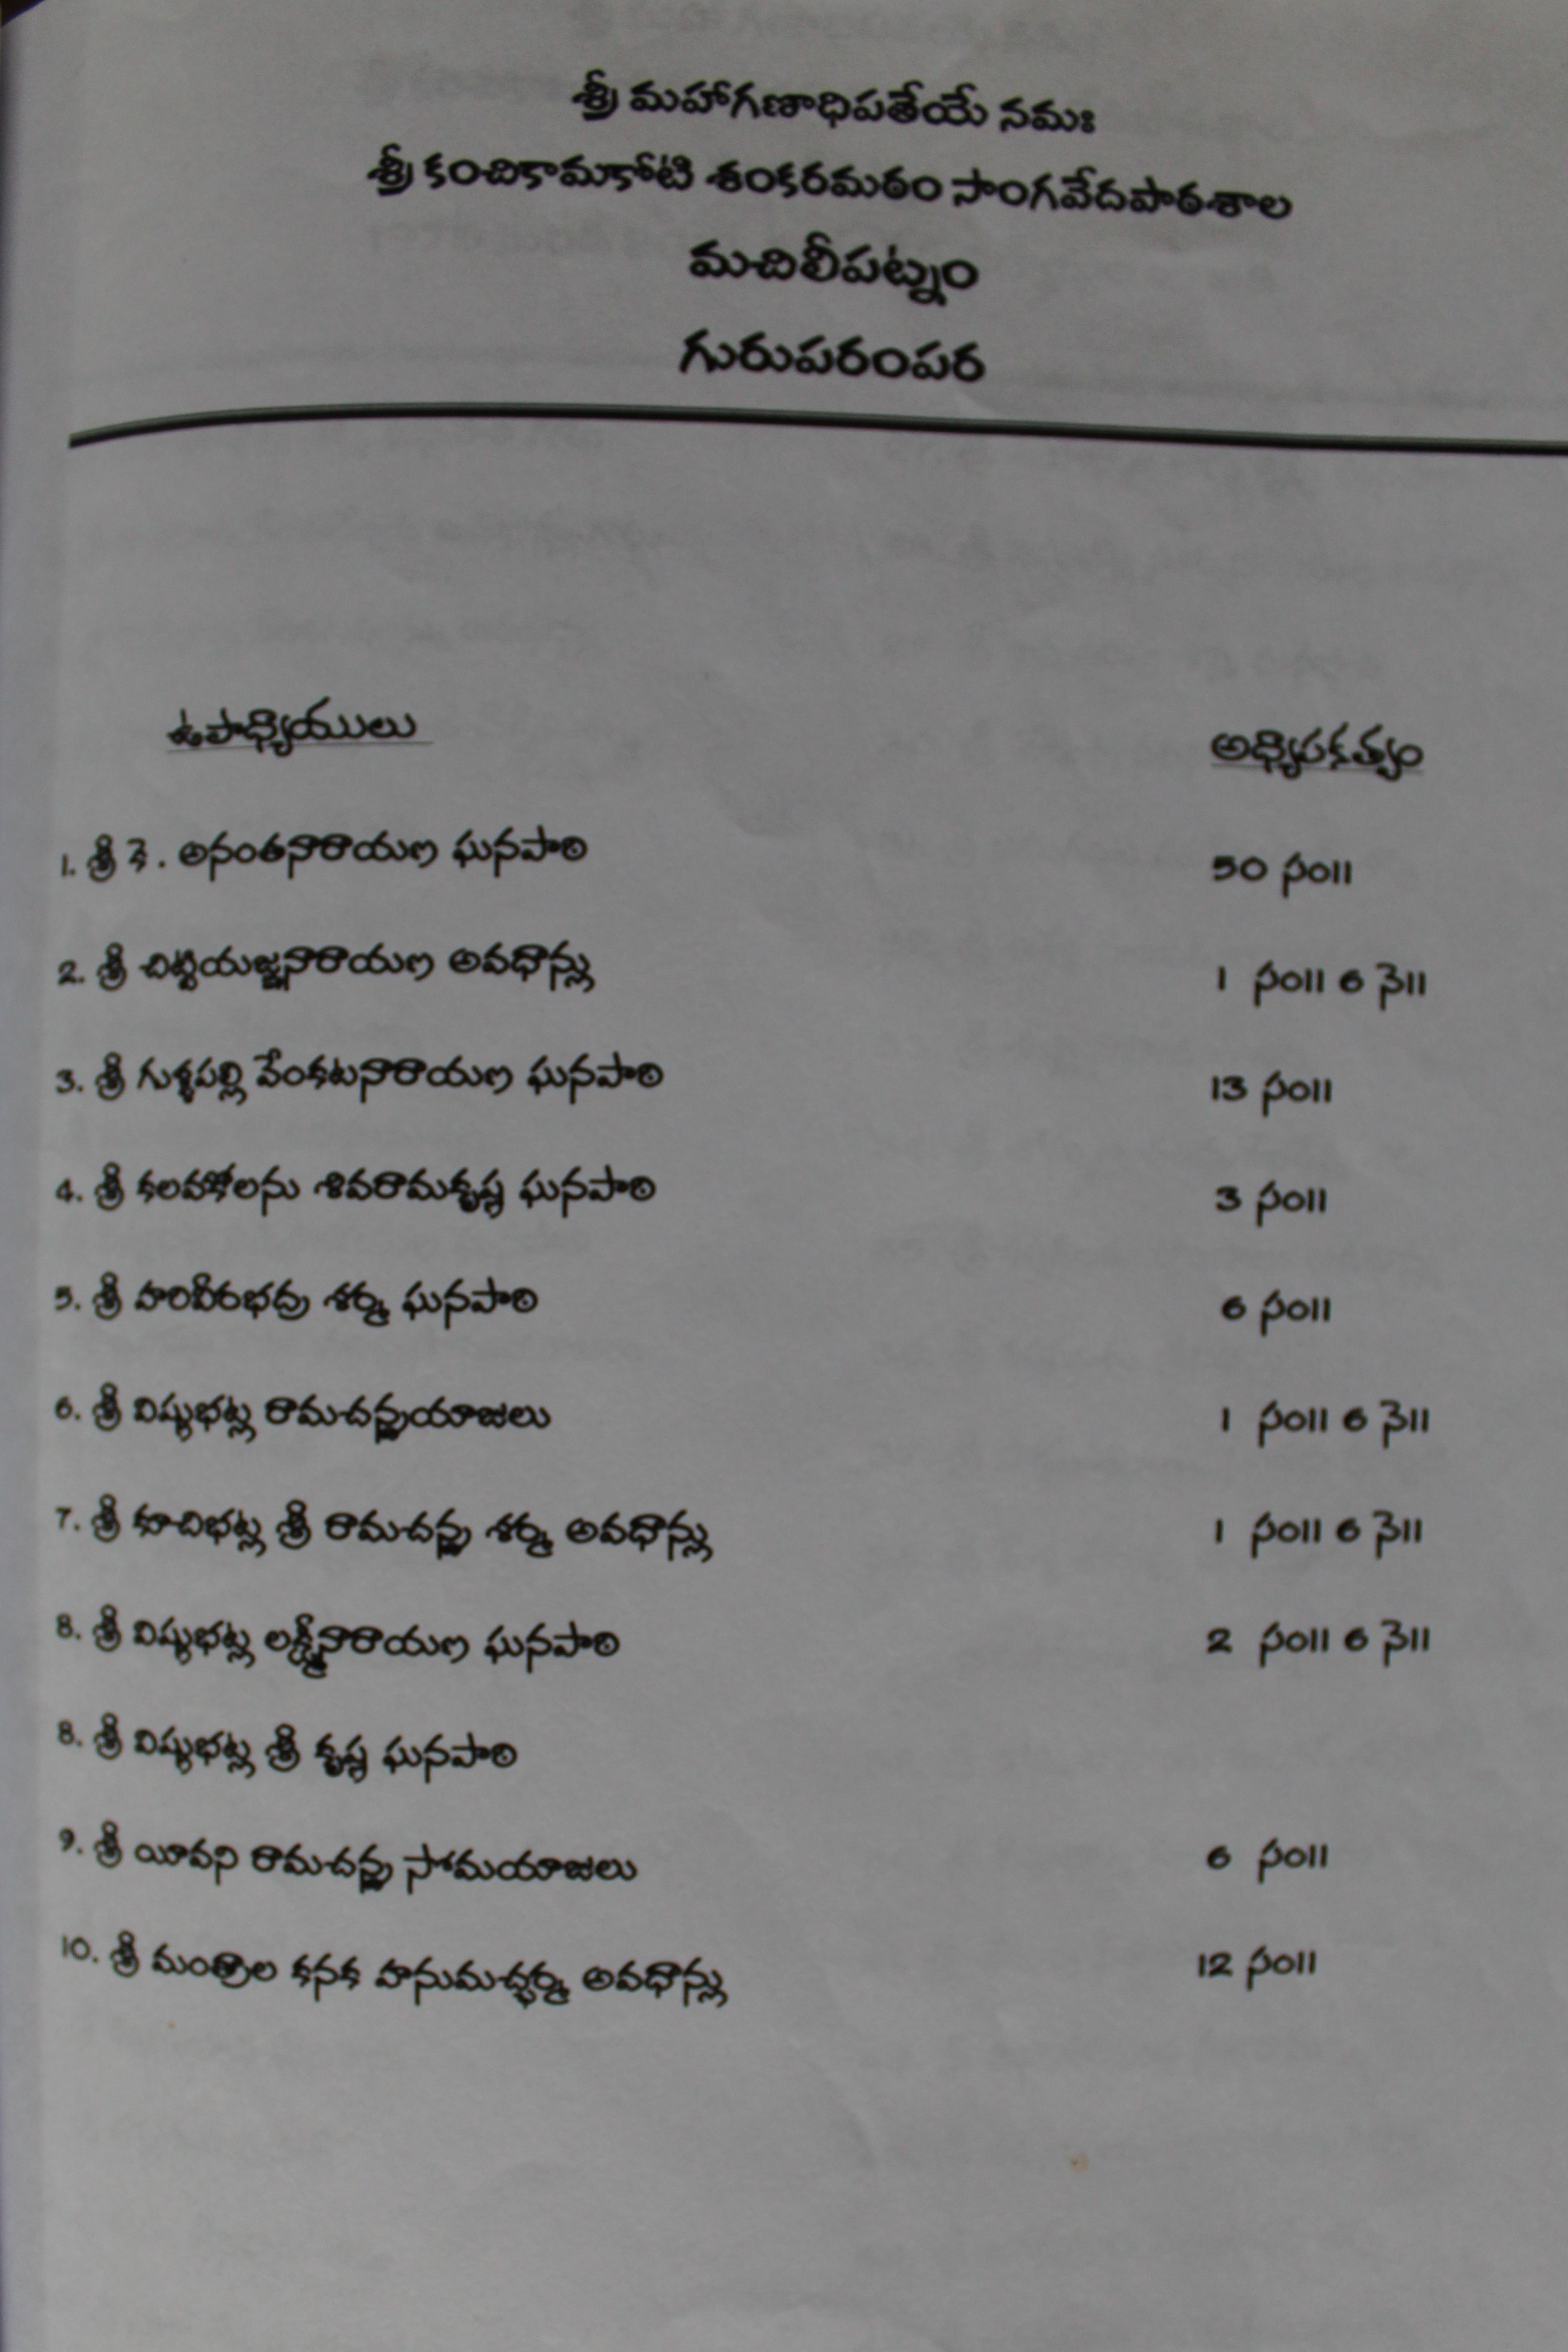 శ్రీ మహాగణాధిపతేయే నమః
శ్రీ కంచికామకోటి శంకరమఠం సాంగవేదపాఠశాల
మచిలీపట్నం
గురుపరంపర
ఉపాధ్యాయులు అధ్యాపకత్వం
1. శ్రీ కె. అనంతనారాయణ ఘనపాఠి 50 సం॥
2. శ్రీ చిట్టియజ్ఞనారాయణ అవధాన్లు 1 సం॥ 6 నె॥
3. శ్రీ గుళ్ళపల్లి వేంకటనారాయణ ఘనపాఠి 13 సం॥
4. శ్రీ కలవకోలను శివరామకృష్ణ ఘనపాఠి 3 సం॥
5. శ్రీ హరివీరభద్ర శర్మ ఘనపాఠి 6 సం॥
6. శ్రీ విష్ణుభట్ల రామచన్ద్రయాజులు 1 సం॥ 6 నె॥
7. శ్రీ కూచిభట్ల శ్రీ రామచన్ద్ర శర్మ అవధాన్లు 1 సం॥ 6 నె॥
8. శ్రీ విష్ణుభట్ల లక్ష్మీనారాయణ ఘనపాఠి 2 సం॥ 6 నె॥
8. శ్రీ విష్ణుభట్ల శ్రీ కృష్ణ ఘనపాఠి
9. శ్రీ యీవని రామచన్ద్ర సోమయాజులు 6 సం॥
10. శ్రీ మంత్రాల కనక హనుమచ్ఛర్మ అవధాన్లు 12 సం॥